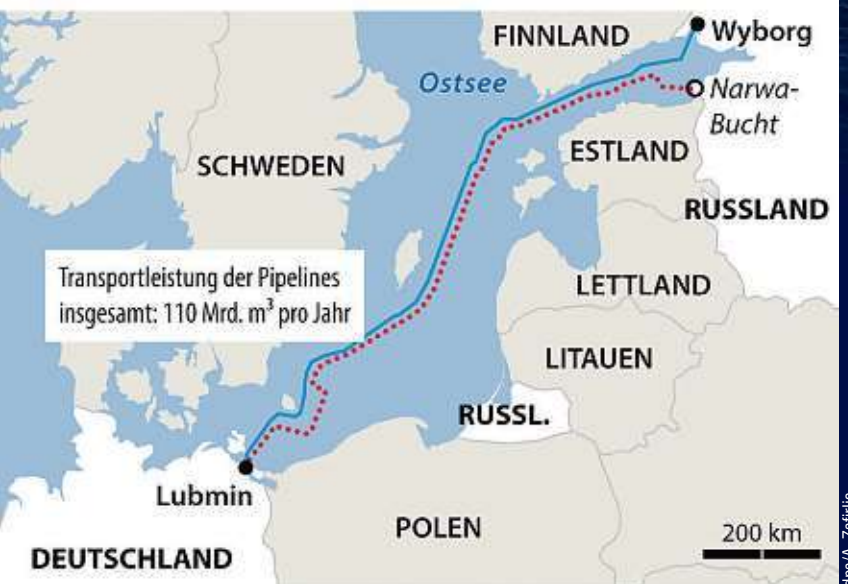 FINNLAND
Wyborg
Ostsee
Narwa-
Bucht
SCHWEDEN
ESTLAND
RUSSLAND
Transportleistung der Pipelines
insgesamt: 110 Mrd. m³ pro Jahr
LETTLAND
LITAUEN
RUSSL.
Lubmin
POLEN
200 km
DEUTSCHLAND